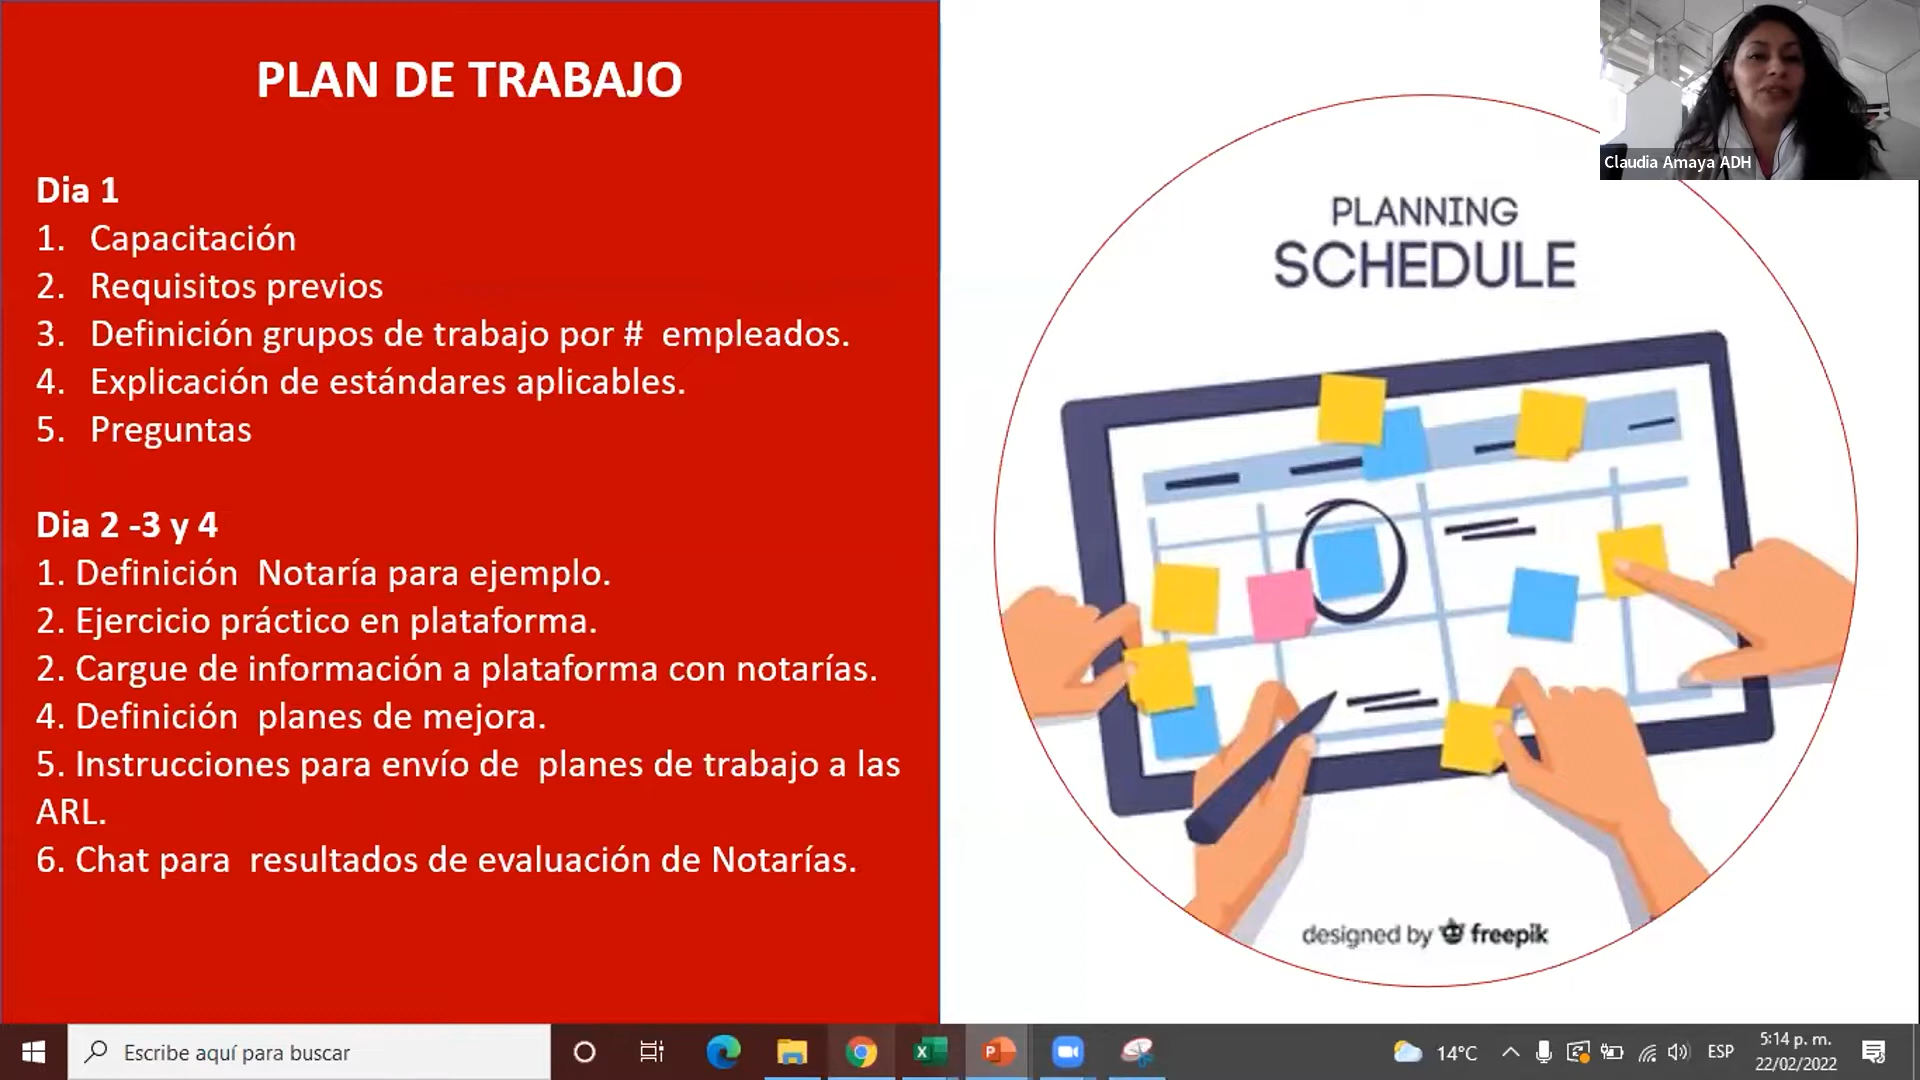 PLAN DE TRABAJO
Dia 1
1. Capacitación
2. Requisitos previos
3. Definición grupos de trabajo por # empleados.
4. Explicación de estándares aplicables.
5. Preguntas
Dia 2 -3 y 4
1. Definición Notaría para ejemplo.
2. Ejercicio práctico en plataforma.
2. Cargue de información a plataforma con notarías.
4. Definición planes de mejora.
5. Instrucciones para envío de planes de trabajo a las
ARL.
6. Chat para resultados de evaluación de Notarías.
Claudia Amaya ADH
PLANNING
SCHEDULE
designed by freepik
Escribe aquí para buscar
14°C
ESP
5:14 p. m.
22/02/2022